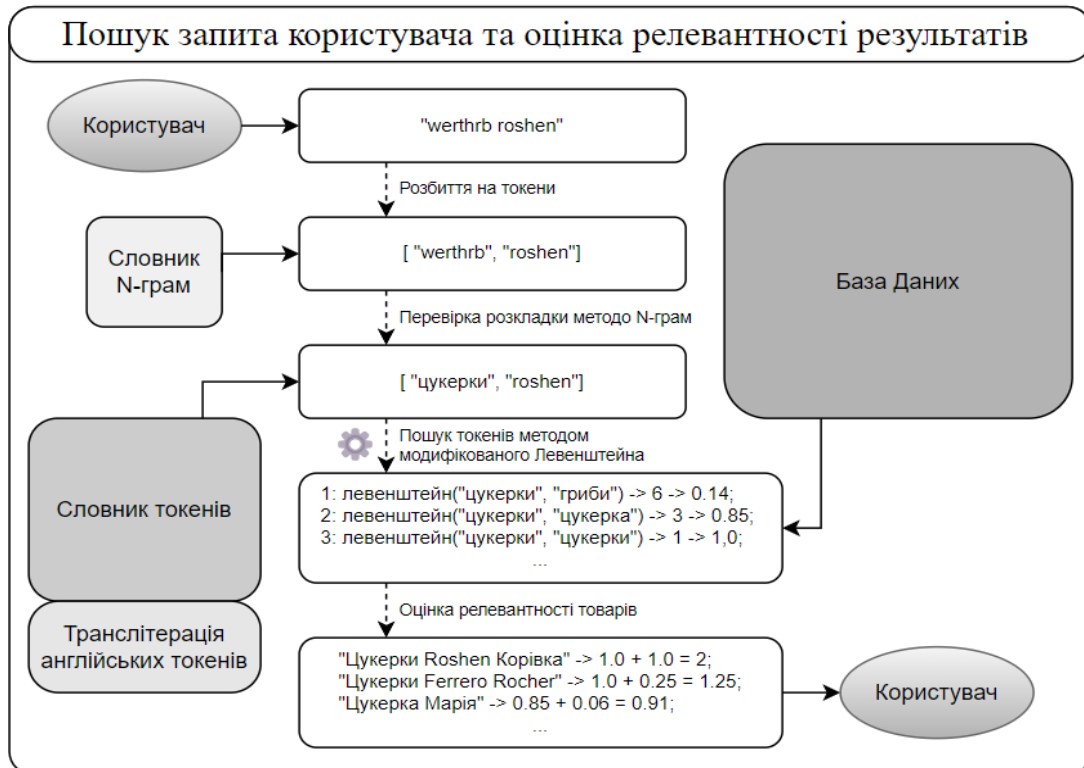 Пошук запита користувача та оцінка релевантності результатів
Користувач
"werthrb roshen"
Розбиття на токени
Словник
N-грам
[ "werthrb", "roshen"]
База Даних
Перевірка розкладки методо N-грам
[ "цукерки", "roshen"]
Пошук токенів методом
модифікованого Левенштейна
Словник токенів
1: левенштейн("цукерки", "гриби") -> 6 -> 0.14;
2: левенштейн("цукерки", "цукерка") -> 3 -> 0.85;
3: левенштейн("цукерки", "цукерки") -> 1 -> 1,0;
...
Оцінка релевантності товарів
Транслітерація
англійських токенів
"Цукерки Roshen Корівка" -> 1.0 + 1.0 = 2;
"Цукерки Ferrero Rocher" -> 1.0 + 0.25 = 1.25;
"Цукерка Марія" -> 0.85 + 0.06 = 0.91;
...
Користувач